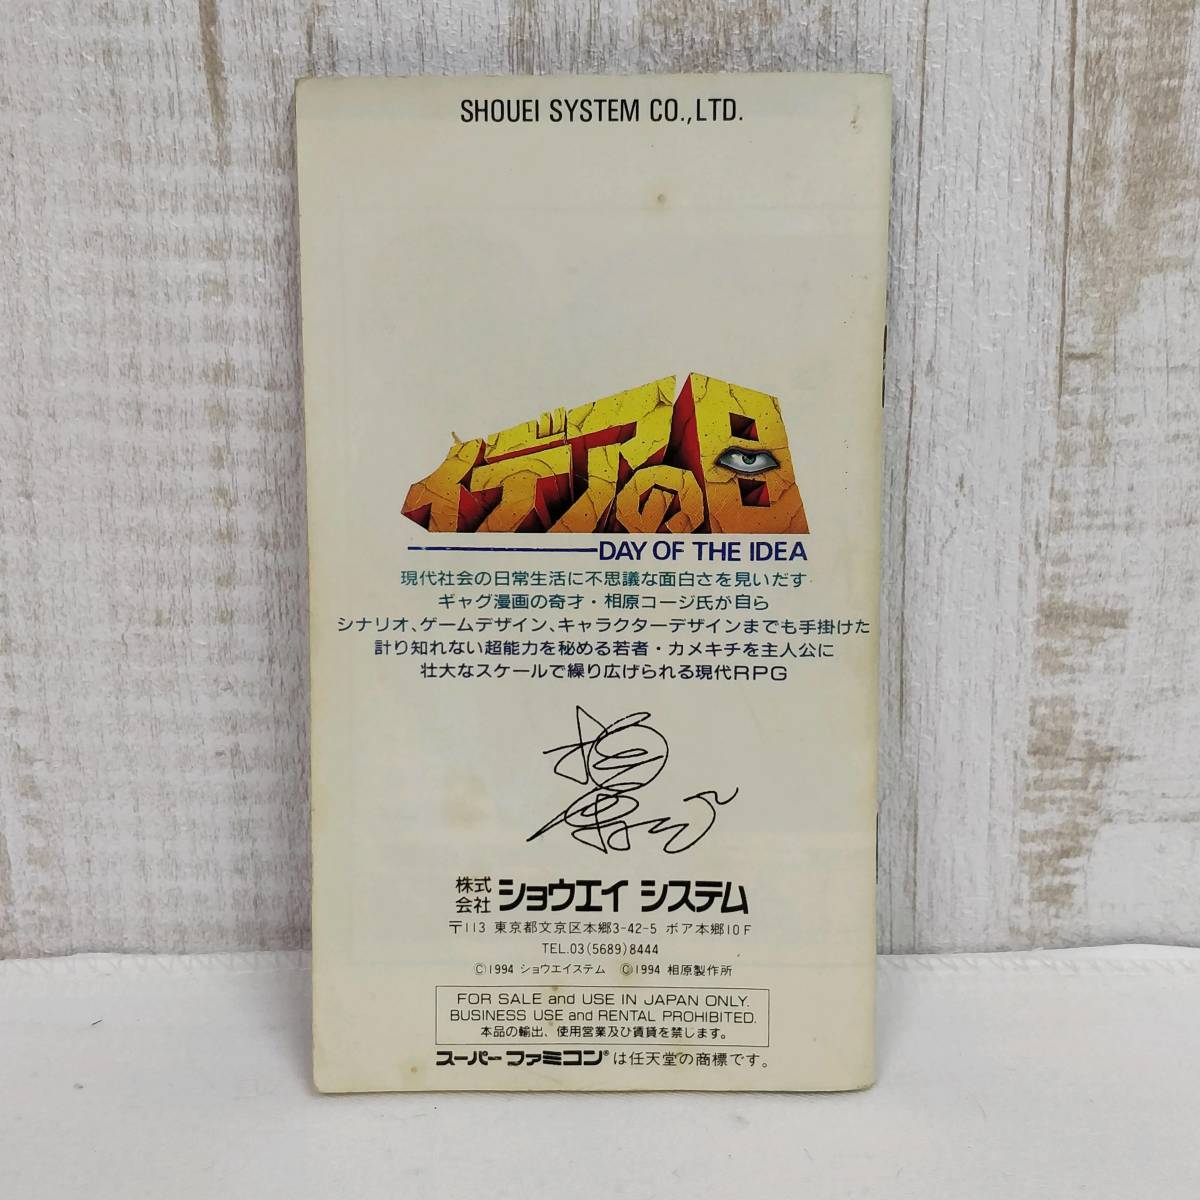 SHOUEI SYSTEM CO.,LTD.
イデアの日
DAY OF THE IDEA
現代社会の日常生活に不思議な面白さを見いだす
ギャグ漫画の奇才・相原コージ氏が自ら
シナリオ、ゲームデザイン、キャラクターデザインまでも手掛けた
計り知れない超能力を秘める若者・カメキチを主人公に
壮大なスケールで繰り広げられる現代RPG
株式会社 ショウエイ システム
〒113 東京都文京区本郷3-42-5 ボア本郷10F
TEL.03(5689)8444
©1994 ショウエイステム ©1994 相原製作所
FOR SALE and USE IN JAPAN ONLY.
BUSINESS USE and RENTAL PROHIBITED.
本品の輸出、使用営業及び賃貸を禁じます。
スーパーファミコン®は任天堂の商標です。